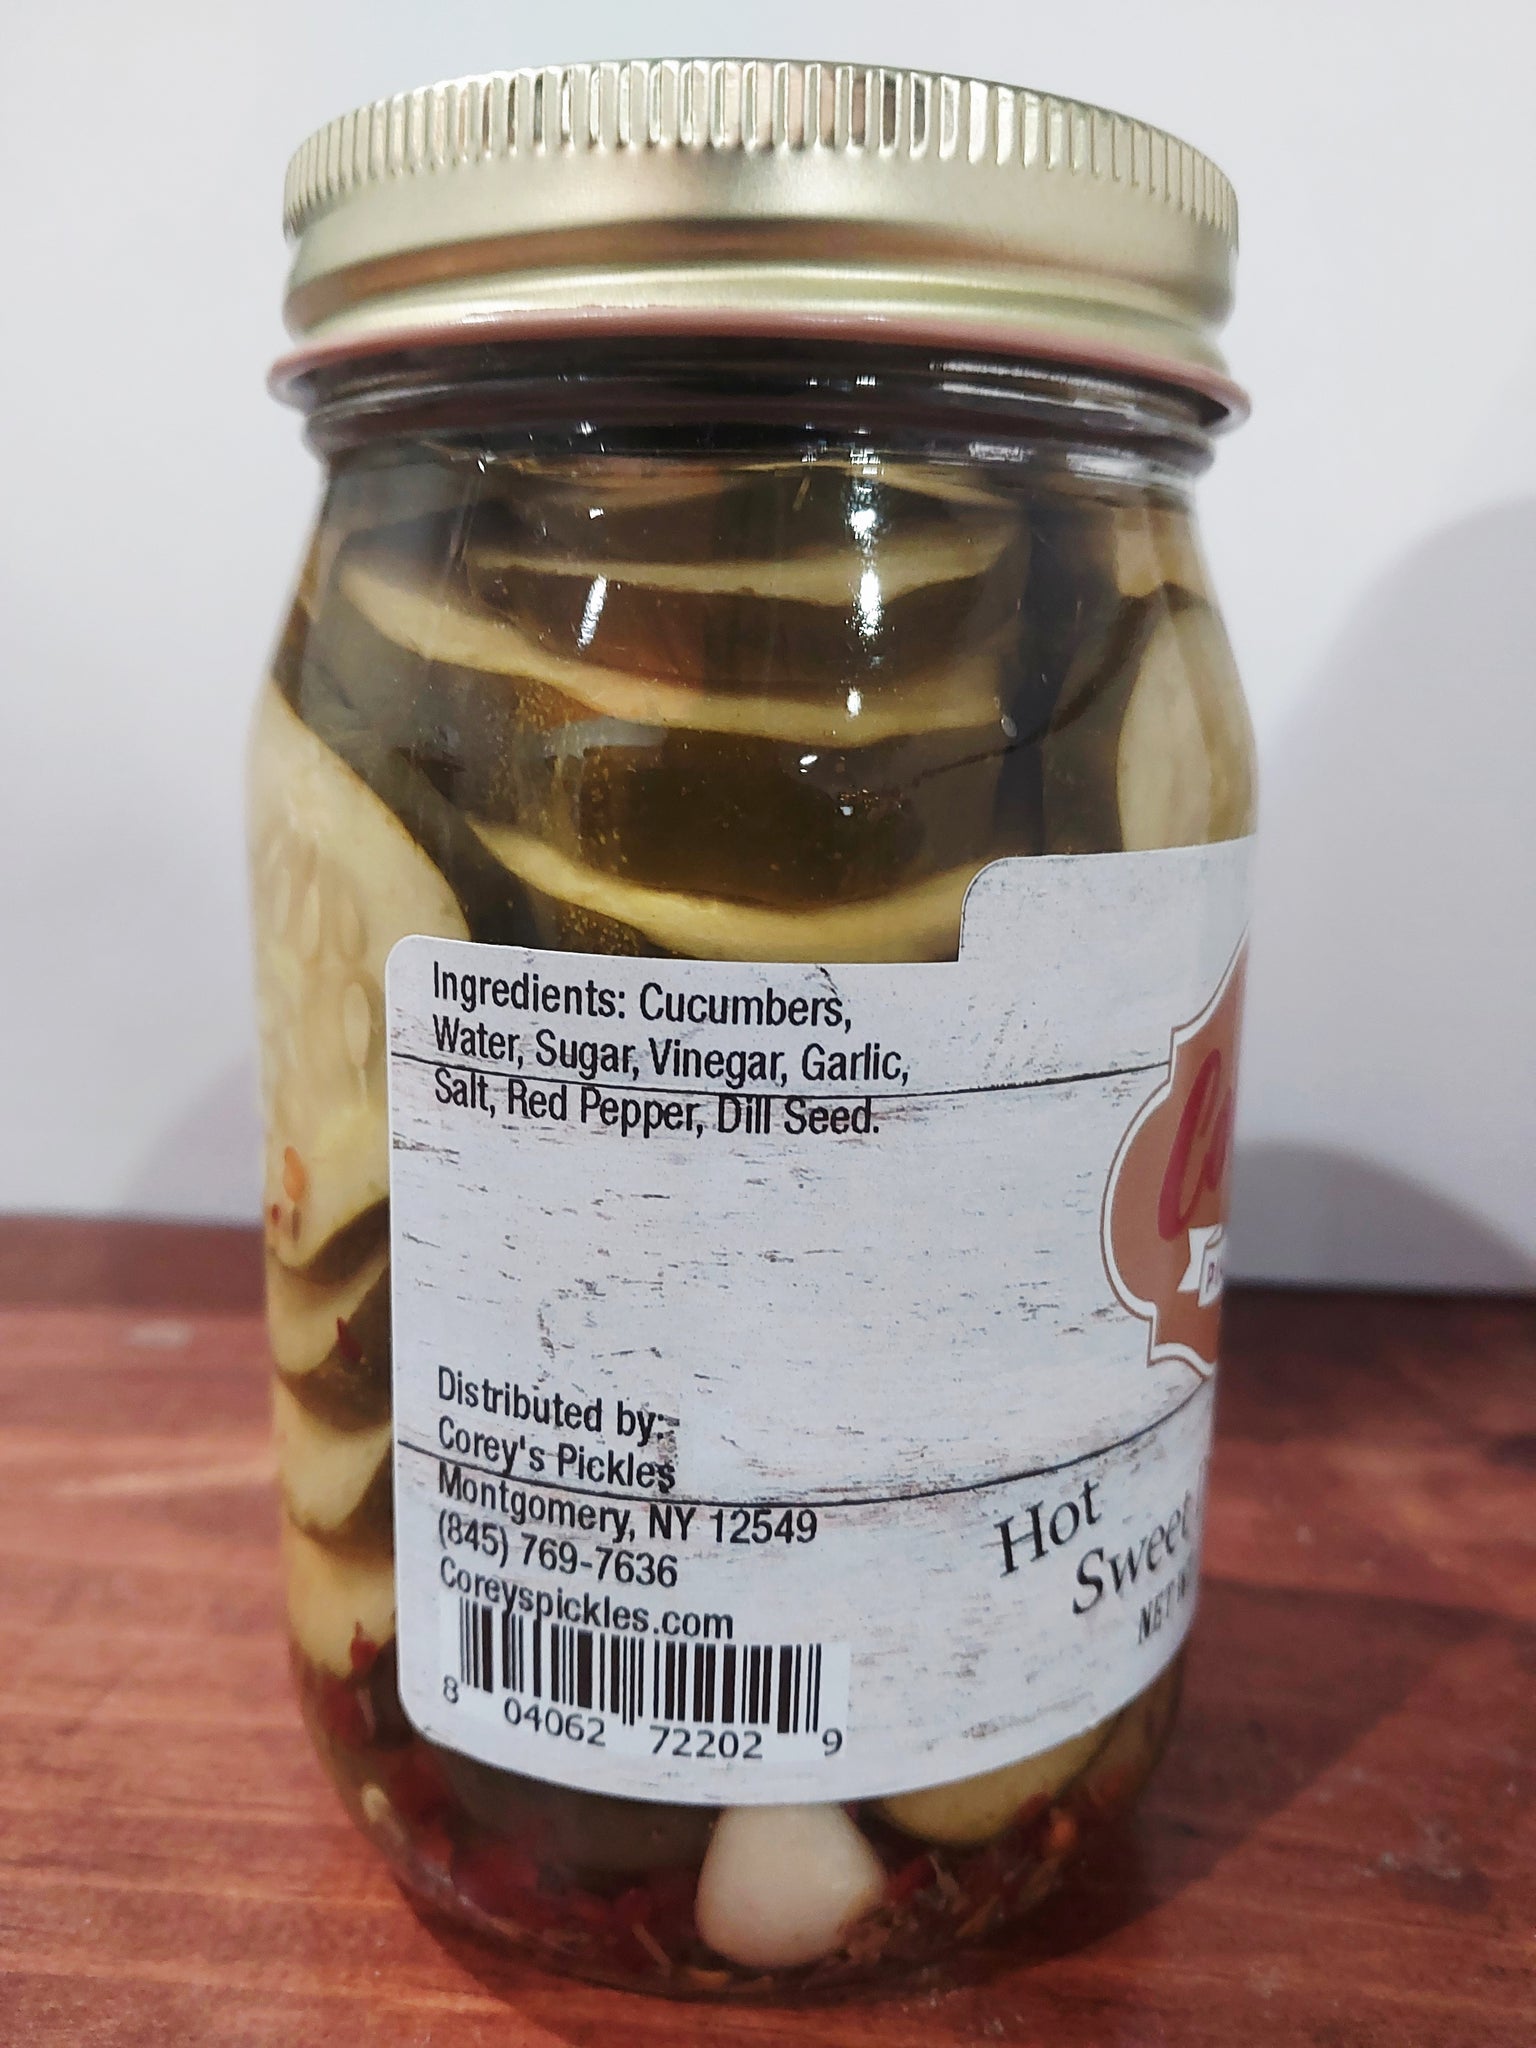 Ingredients: Cucumbers,
Water, Sugar, Vinegar, Garlic,
Salt, Red Pepper, Dill Seed.
Distributed by:
Corey's Pickles
Montgomery, NY 12549
(845) 769-7636
Coreyspickles.com
8 04062 72202 9
Hot
Sweet
NET